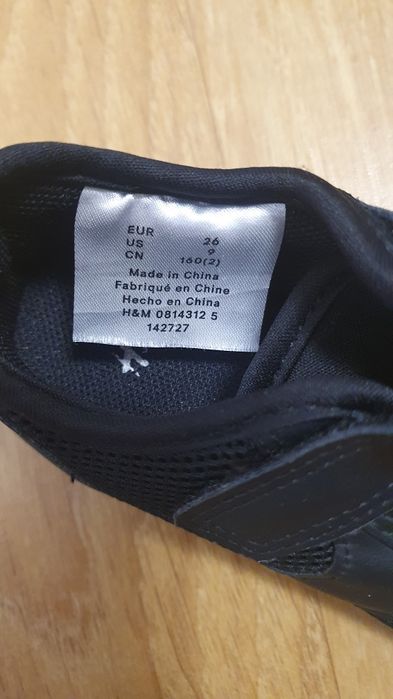 EUR 26
US 9
CN 160(2)
Made in China
Fabriqué en Chine
Hecho en China
H&M 0814312 5
142727